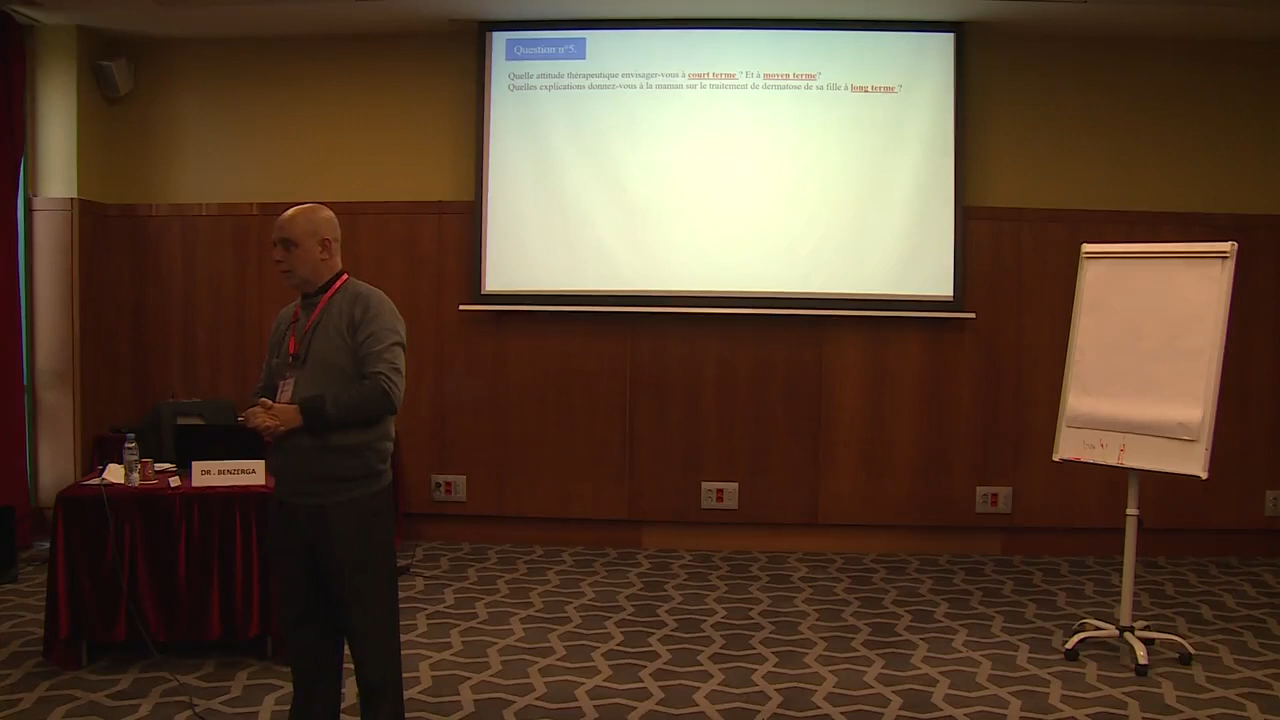 Question n°5.
Quelle attitude thérapeutique envisager-vous à court terme ? Et à moyen terme?
Quelles explications donnez-vous à la maman sur le traitement de dermatose de sa fille à long terme ?
DR . BENZERGA